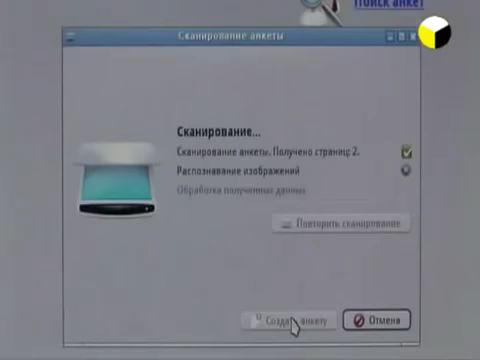 Поиск анкет
Сканирование анкеты
Сканирование...
Сканирование анкеты. Получено страниц: 2.
Распознавание изображений
Обработка полученных данных
Повторить сканирование
Создать анкету
Отмена